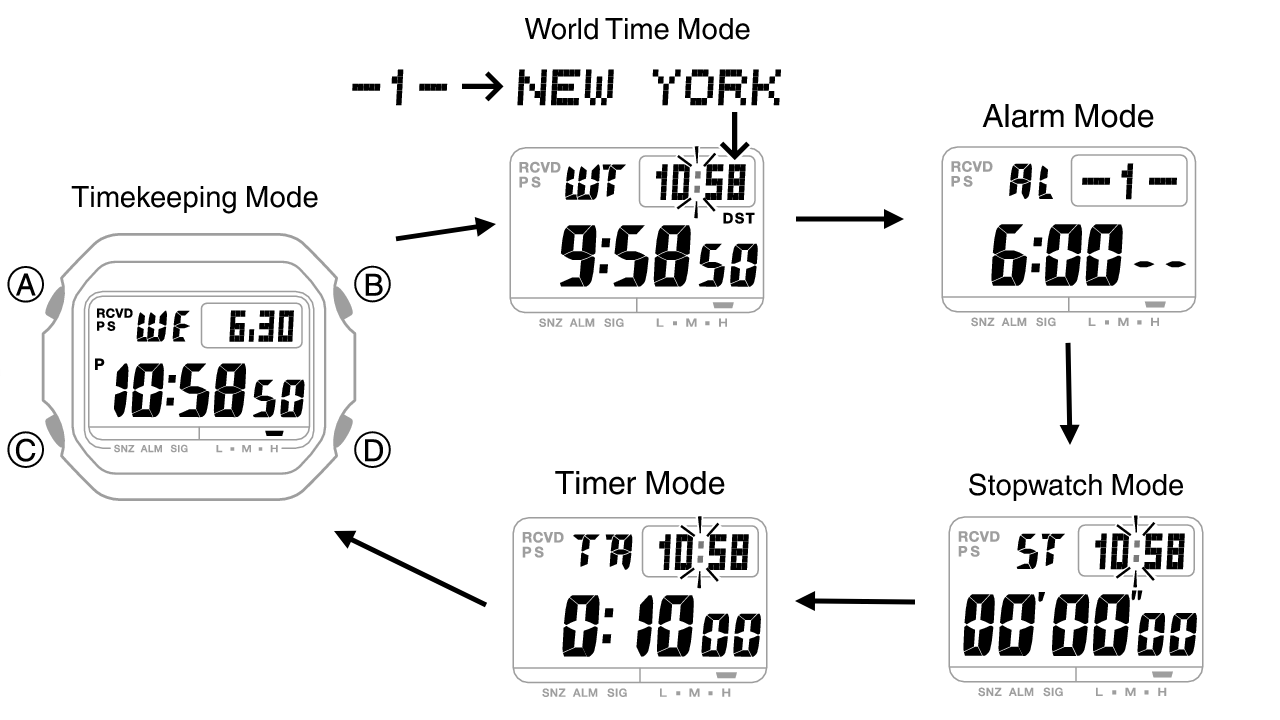 World Time Mode
-1- → NEW YORK
Timekeeping Mode
A
B
C
D
RCVD
PS
WE 6.30
P
10:58 50
SNZ ALM SIG L ▪ M ▪ H
RCVD
PS
WT 10:58
DST
9:58 50
SNZ ALM SIG L ▪ M ▪ H
Alarm Mode
RCVD
PS
AL -1-
6:00 --
SNZ ALM SIG L ▪ M ▪ H
Stopwatch Mode
RCVD
PS
ST 10:58
00'00"00
SNZ ALM SIG L ▪ M ▪ H
Timer Mode
RCVD
PS
TR 10:58
0:10 00
SNZ ALM SIG L ▪ M ▪ H